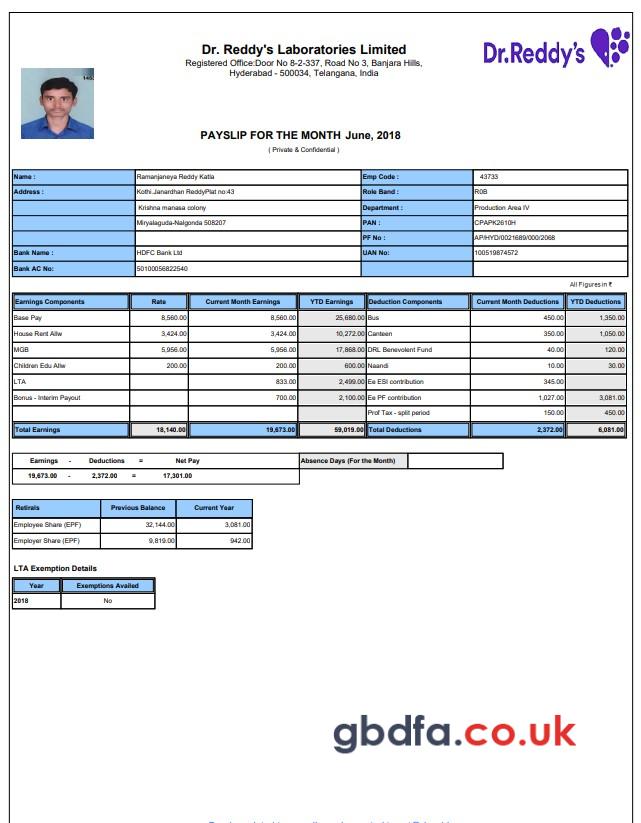 Dr. Reddy's Laboratories Limited
Registered Office:Door No 8-2-337, Road No 3, Banjara Hills,
Hyderabad - 500034, Telangana, India
Dr.Reddy's
PAYSLIP FOR THE MONTH June, 2018
( Private & Confidential )
Name : Ramanjaneya Reddy Katla Emp Code : 43733
Address : Kothi.Janardhan ReddyPlat no:43 Role Band : R0B
Krishna manasa colony Department : Production Area IV
Miryalaguda-Nalgonda 508207 PAN : CPAPK2610H
PF No : AP/HYD/0021689/000/2068
Bank Name : HDFC Bank Ltd UAN No: 100519874572
Bank AC No: 50100056822540
All Figures in ₹
Earnings Components Rate Current Month Earnings YTD Earnings Deduction Components Current Month Deductions YTD Deductions
Base Pay 8,560.00 8,560.00 25,680.00 Bus 450.00 1,350.00
House Rent Allw 3,424.00 3,424.00 10,272.00 Canteen 350.00 1,050.00
MGB 5,956.00 5,956.00 17,868.00 DRL Benevolent Fund 40.00 120.00
Children Edu Allw 200.00 200.00 600.00 Naandi 10.00 30.00
LTA 833.00 2,499.00 Ee ESI contribution 345.00
Bonus - Interim Payout 700.00 2,100.00 Ee PF contribution 1,027.00 3,081.00
Prof Tax - split period 150.00 450.00
Total Earnings 18,140.00 19,673.00 59,019.00 Total Deductions 2,372.00 6,081.00
Earnings - Deductions = Net Pay Absence Days (For the Month)
19,673.00 - 2,372.00 = 17,301.00
Retirals Previous Balance Current Year
Employee Share (EPF) 32,144.00 3,081.00
Employer Share (EPF) 9,819.00 942.00
LTA Exemption Details
Year Exemptions Availed
2018 No
gbdfa.co.uk